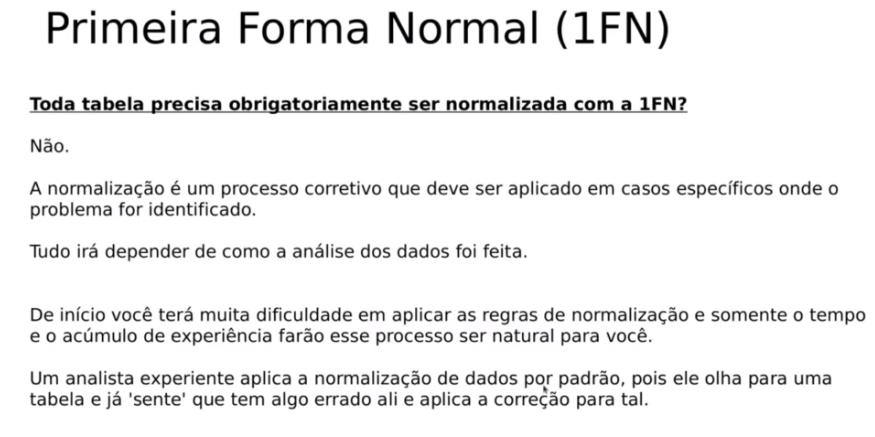 Primeira Forma Normal (1FN)
Toda tabela precisa obrigatoriamente ser normalizada com a 1FN?
Não.
A normalização é um processo corretivo que deve ser aplicado em casos específicos onde o
problema for identificado.
Tudo irá depender de como a análise dos dados foi feita.
De início você terá muita dificuldade em aplicar as regras de normalização e somente o tempo
e o acúmulo de experiência farão esse processo ser natural para você.
Um analista experiente aplica a normalização de dados por padrão, pois ele olha para uma
tabela e já 'sente' que tem algo errado ali e aplica a correção para tal.